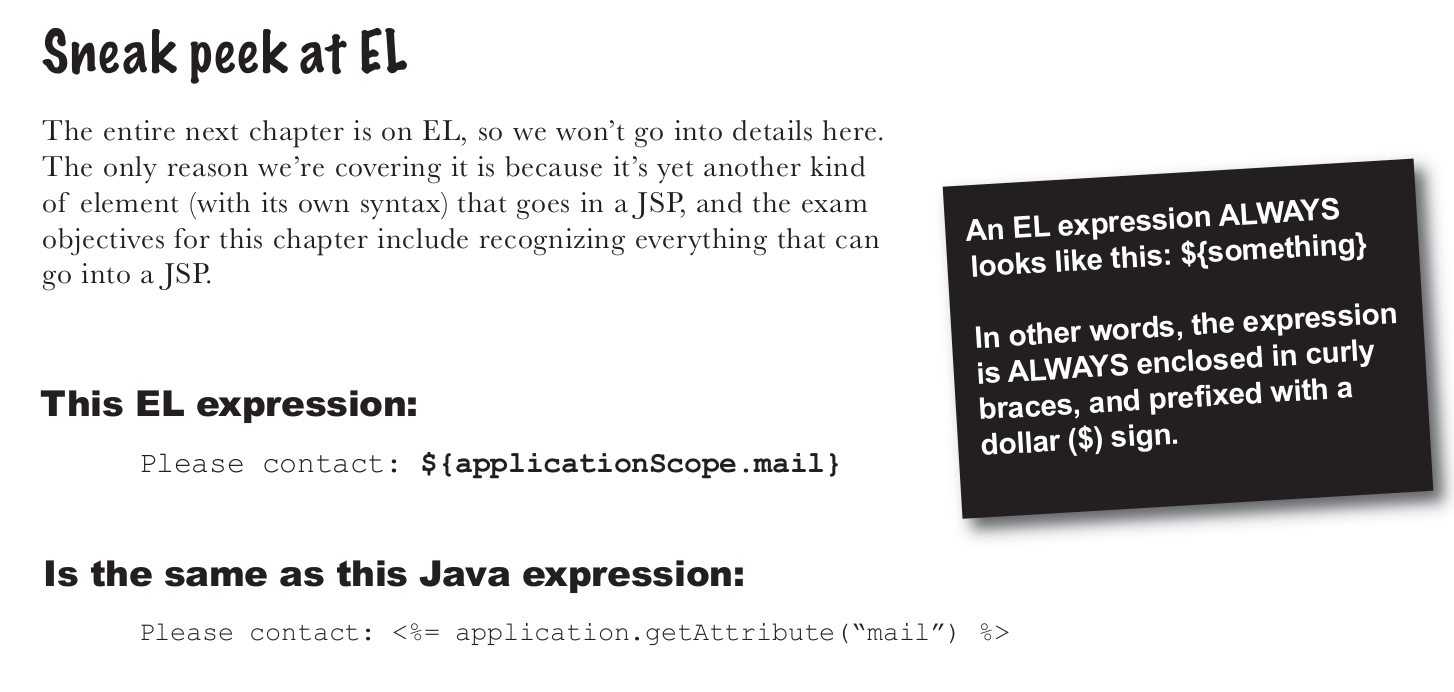 Sneak peek at EL
The entire next chapter is on EL, so we won’t go into details here.
The only reason we’re covering it is because it’s yet another kind
of element (with its own syntax) that goes in a JSP, and the exam
objectives for this chapter include recognizing everything that can
go into a JSP.
An EL expression ALWAYS
looks like this: ${something}
In other words, the expression
is ALWAYS enclosed in curly
braces, and prefixed with a
dollar ($) sign.
This EL expression:
Please contact: ${applicationScope.mail}
Is the same as this Java expression:
Please contact: <%= application.getAttribute(“mail”) %>